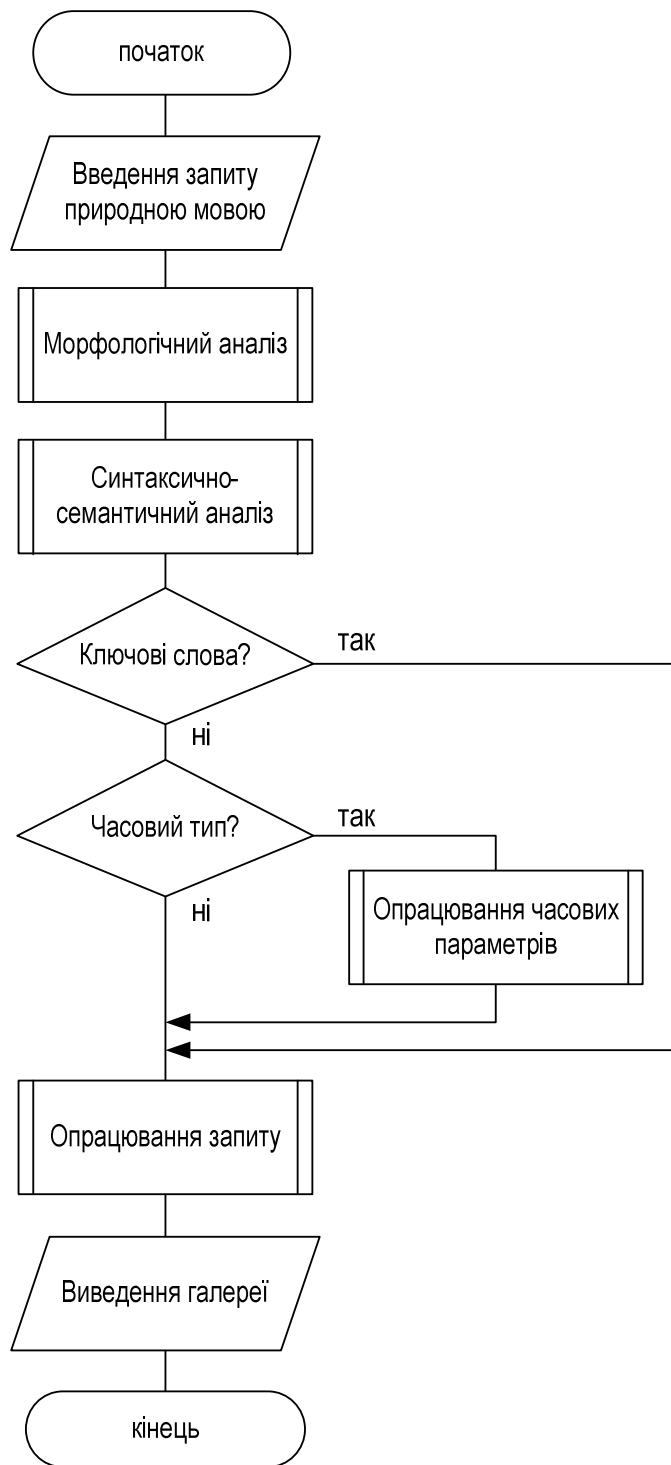 початок
Введення запиту
природною мовою
Морфологічний аналіз
Синтаксично-
семантичний аналіз
Ключові слова?
так
ні
Часовий тип?
так
ні
Опрацювання часових
параметрів
Опрацювання запиту
Виведення галереї
кінець